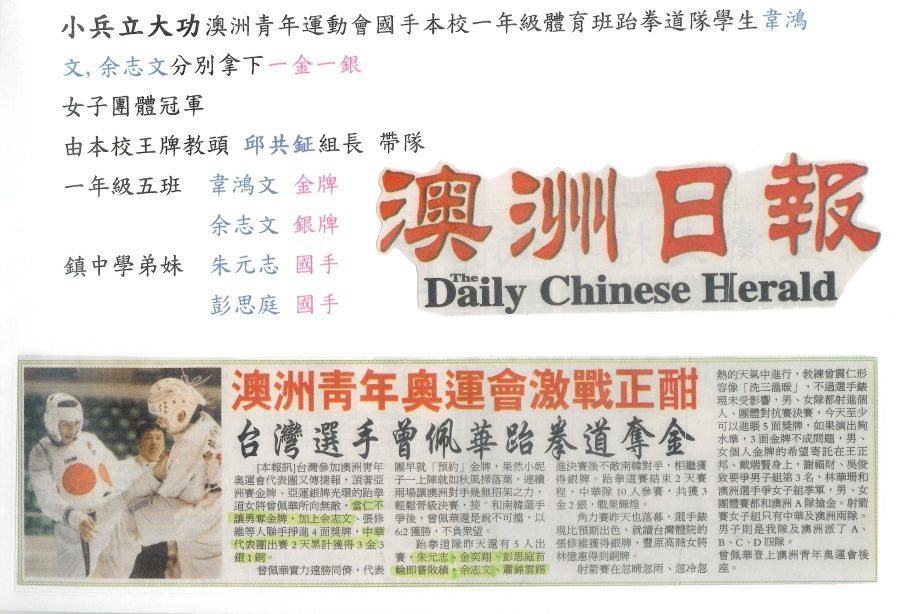 小兵立大功澳洲青年運動會國手本校一年級體育班跆拳道隊學生韋鴻
文, 余志文分別拿下一金一銀
女子團體冠軍
由本校王牌教頭 邱共鉦組長 帶隊
一年級五班 韋鴻文 金牌
余志文 銀牌
鎮中學弟妹 朱元志 國手
彭思庭 國手
澳洲日報
The Daily Chinese Herald
澳洲青年奧運會激戰正酣
台灣選手曾佩華跆拳道奪金
[本報訊]台灣參加澳洲青年
奧運會代表團又傳捷報，頂著亞
洲賽金牌，亞運銀牌光環的跆拳
道女將曾佩華所向無敵，當仁不
讓勇奪金牌，加上余志文、張修
維等人聯手掙進4面獎牌，中華
代表團出賽2天累計獲得3金3
銀1銅。
曾佩華實力遠勝同儕，代表
團早就「預約」金牌，果然小妮
子一上陣就如秋風掃落葉，連續
兩場讓澳洲對手幾無招架之力，
輕鬆晉級決賽，接〝和南韓選手
爭後，曾佩華還是銳不可擋，以
6:2獲勝，不負眾望。
跆拳道隊昨天還有5人出
賽，朱元志、金奕翔、彭思庭首
輪即嘗敗績，余志文、蕭錦雲踢
進決賽後不敵南韓對手，相繼獲
得銀牌。跆拳道賽結束2天賽
程，中華隊10人參賽，共獲3
金2銀，戰果輝煌。
角力賽昨天也落幕，選手錶
現比預期出色，就讀台灣體院的
張修維獲得銀牌，豐原高商女將
林億惠得到銅牌。
射箭賽在忽晴忽雨、忽冷忽
熱的天氣中進行，教練曾震仁形
容像「洗三溫暖」，不過選手錶
現未受影響，男、女隊都射進個
人、團體對抗賽決賽，今天至少
可以進賬5面獎牌，如果演出夠
水準，3面金牌不成問題，男、
女個人金牌的希望寄託在王正
邦、戴瑞賢身上，謝福財、吳俊
致要爭男子組第3名，林華珊和
澳洲選手爭女子組季軍，男、女
團體賽都和澳洲A隊搶金。射箭
賽女子組只有中華及澳洲兩隊。
男子則是我隊及澳洲派了A、
B、C、D四隊。
曾佩華登上澳洲青年奧運會後
座。